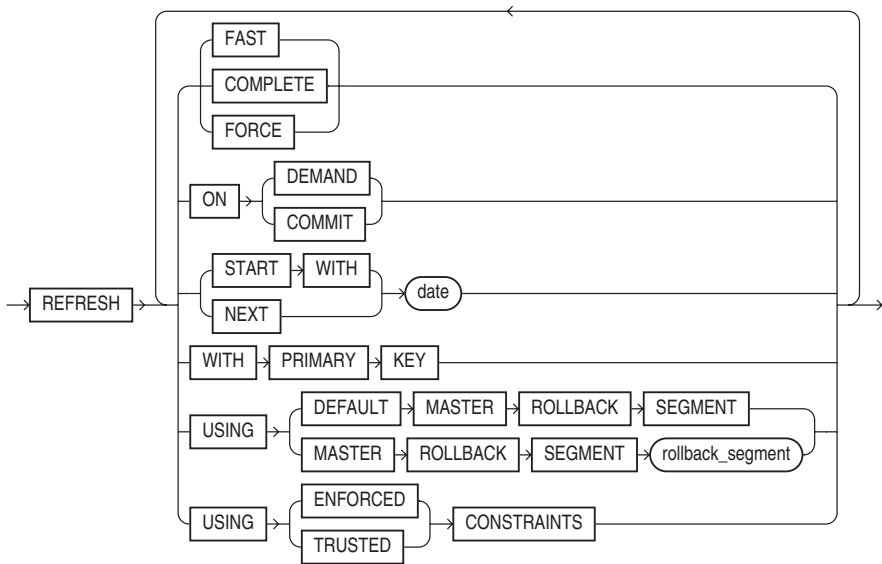 FAST
COMPLETE
FORCE
ON DEMAND
COMMIT
START WITH
NEXT date
REFRESH
WITH PRIMARY KEY
USING DEFAULT MASTER ROLLBACK SEGMENT
MASTER ROLLBACK SEGMENT rollback_segment
USING ENFORCED CONSTRAINTS
TRUSTED